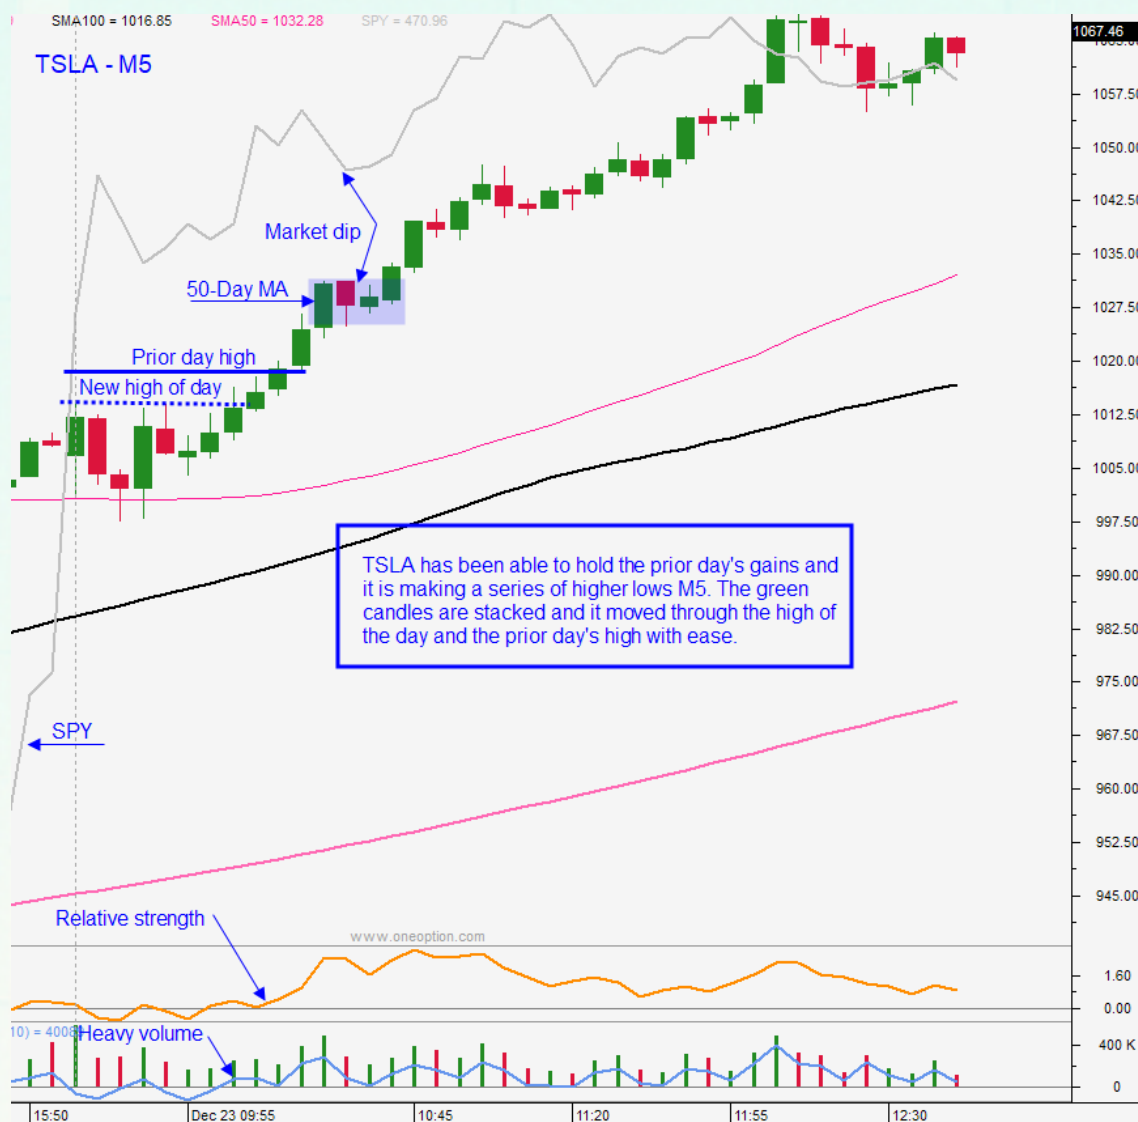 SMA100 = 1016.85 SMA50 = 1032.28 SPY = 470.96
1067.46
TSLA - M5
1057.50
1050.00
1042.50
Market dip
1035.00
50-Day MA
1027.50
Prior day high
1020.00
New high of day
1012.50
1005.00
997.50
990.00
982.50
975.00
967.50
960.00
952.50
945.00
TSLA has been able to hold the prior day's gains and
it is making a series of higher lows M5. The green
candles are stacked and it moved through the high of
the day and the prior day's high with ease.
SPY
Relative strength
www.oneoption.com
1.60
0.00
10) = 4008
Heavy volume
400 K
0
15:50 Dec 23 09:55 10:45 11:20 11:55 12:30